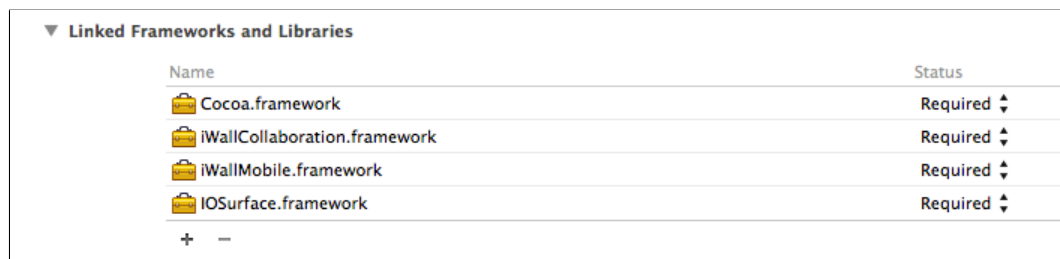 Linked Frameworks and Libraries
Name Status
Cocoa.framework Required
iWallCollaboration.framework Required
iWallMobile.framework Required
IOSurface.framework Required
+ −